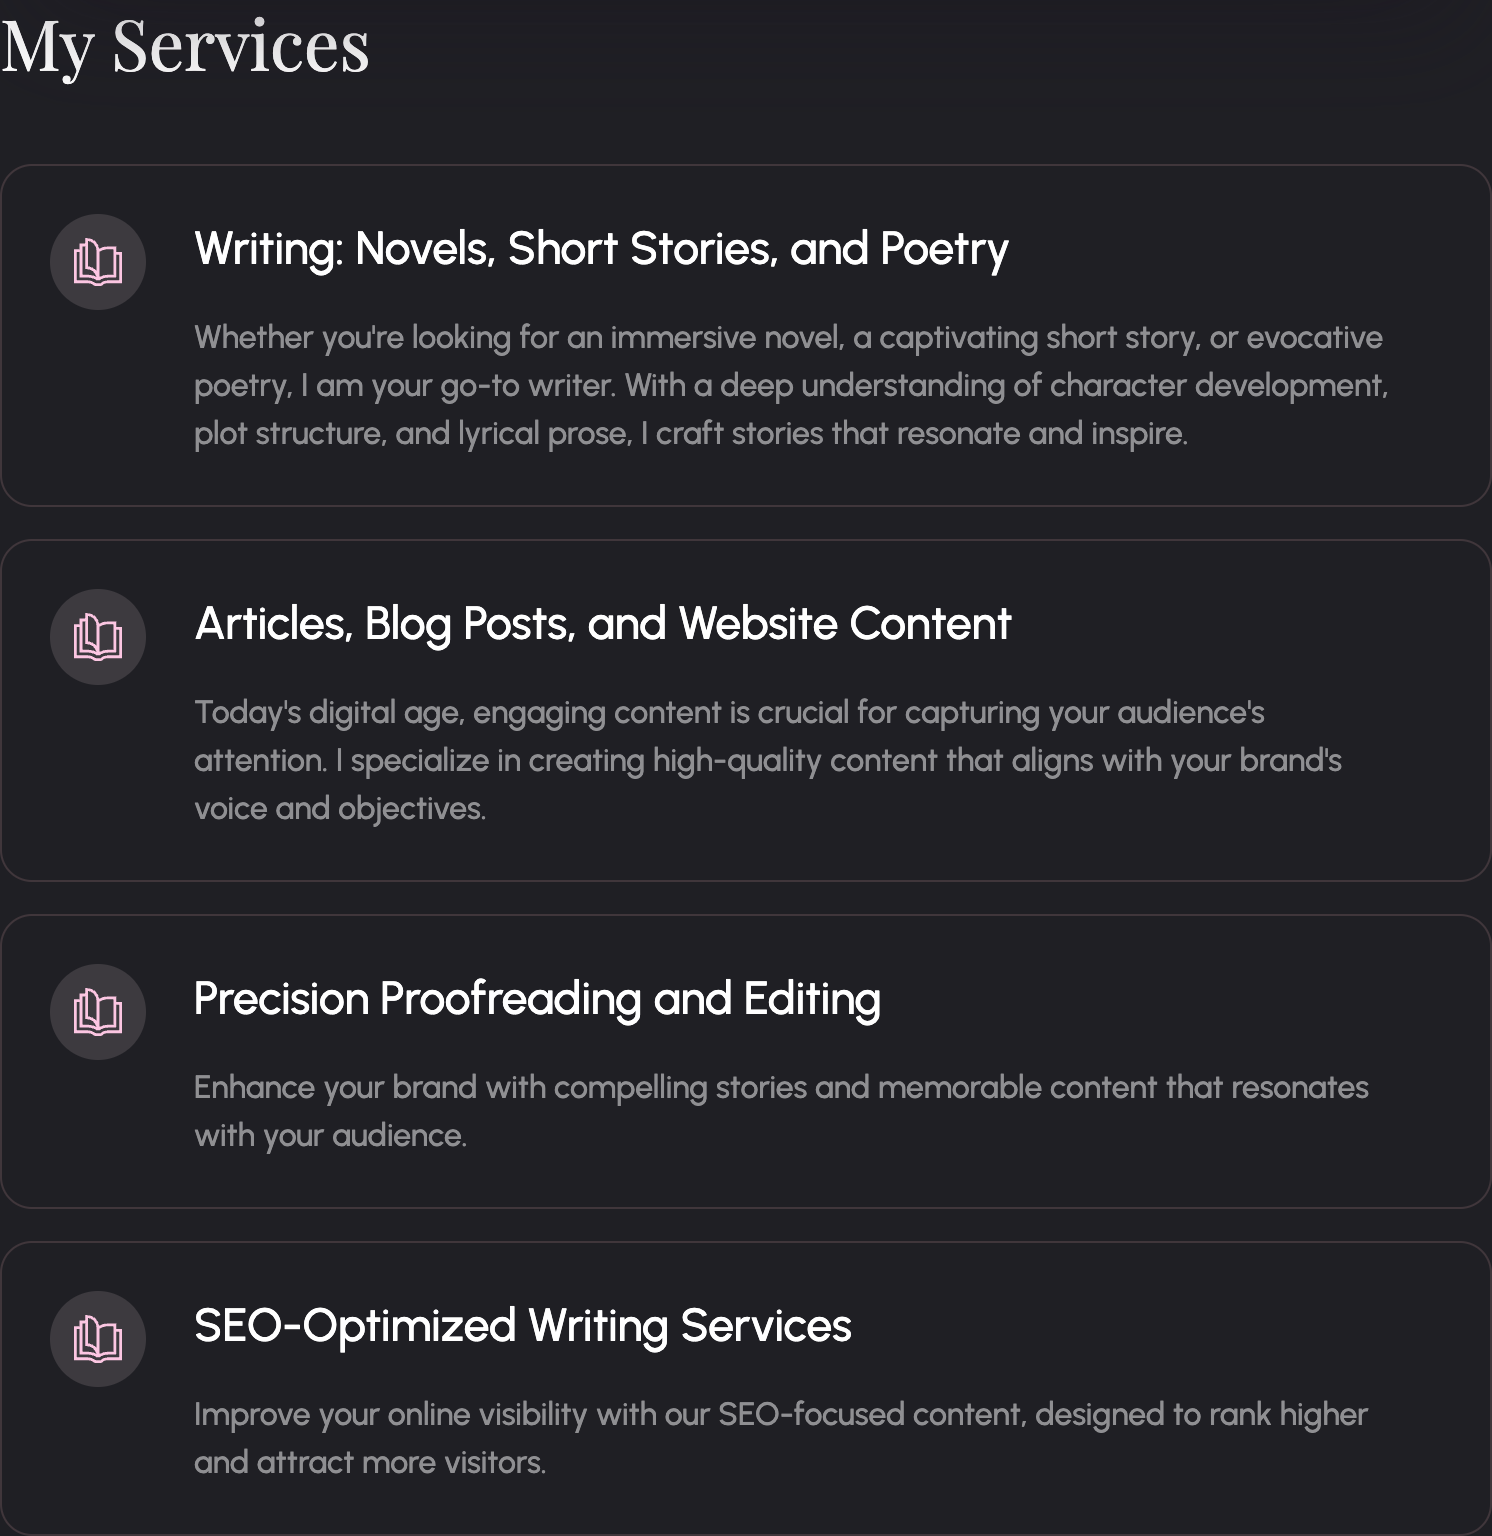 My Services
Writing: Novels, Short Stories, and Poetry
Whether you're looking for an immersive novel, a captivating short story, or evocative
poetry, I am your go-to writer. With a deep understanding of character development,
plot structure, and lyrical prose, I craft stories that resonate and inspire.
Articles, Blog Posts, and Website Content
Today's digital age, engaging content is crucial for capturing your audience's
attention. I specialize in creating high-quality content that aligns with your brand's
voice and objectives.
Precision Proofreading and Editing
Enhance your brand with compelling stories and memorable content that resonates
with your audience.
SEO-Optimized Writing Services
Improve your online visibility with our SEO-focused content, designed to rank higher
and attract more visitors.